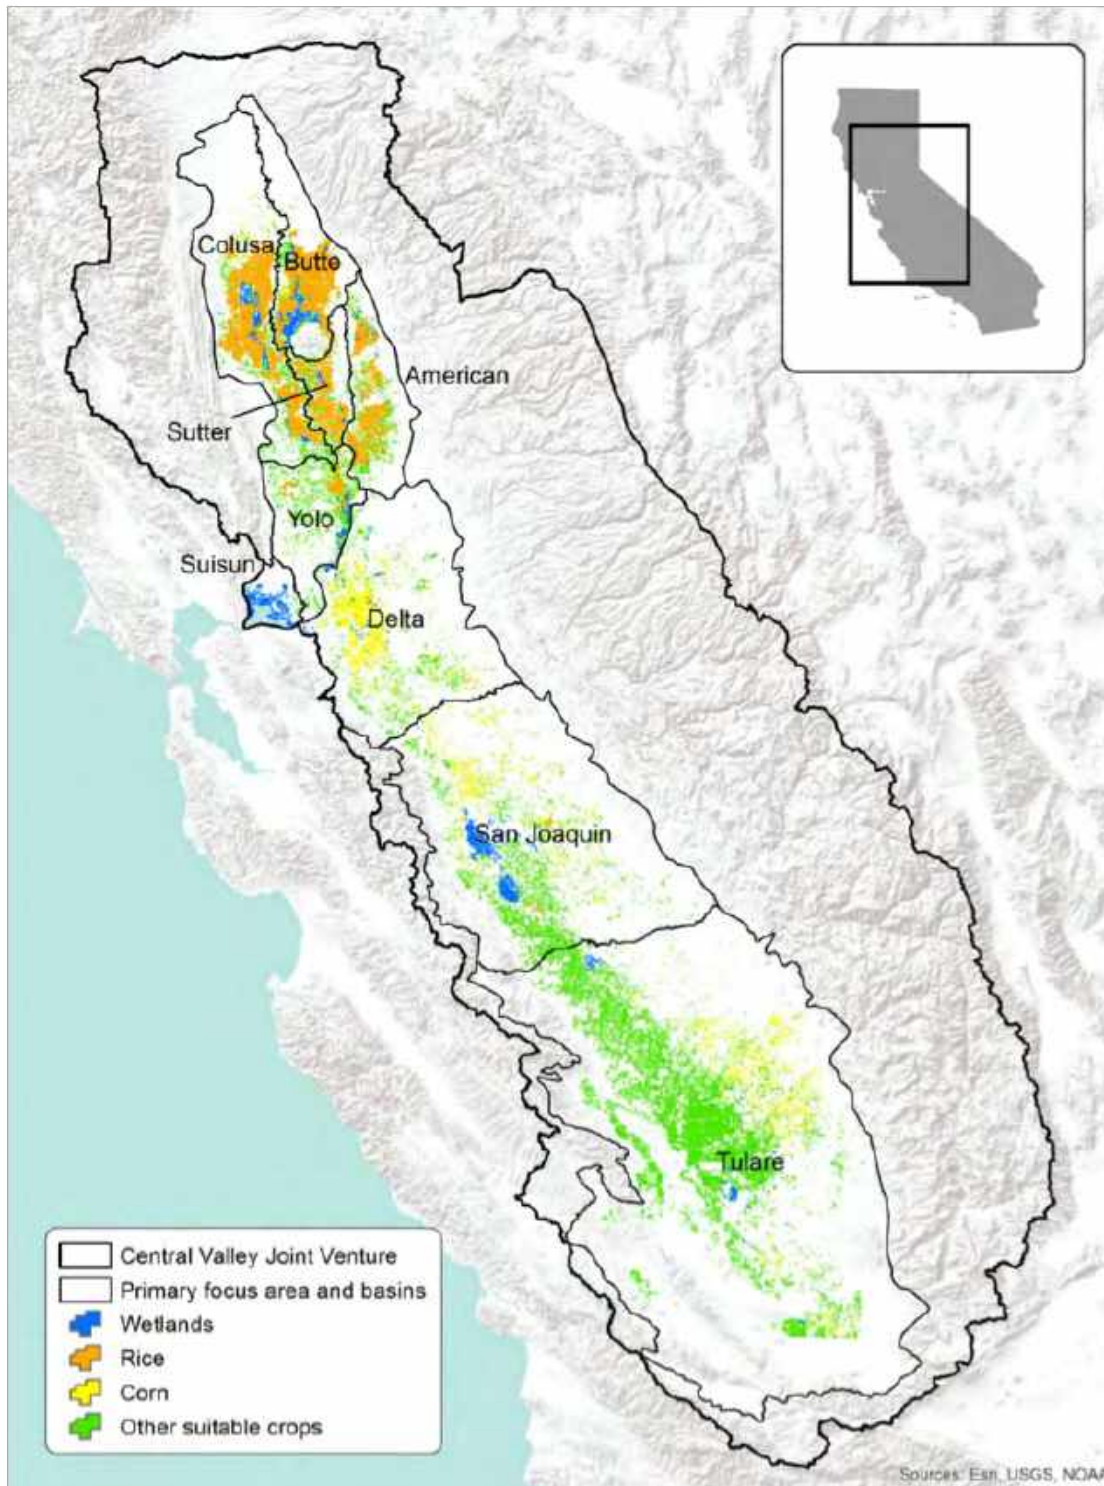 Colusa
Butte
American
Sutter
Yolo
Suisun
Delta
San Joaquin
Tulare
Central Valley Joint Venture
Primary focus area and basins
Wetlands
Rice
Corn
Other suitable crops
Sources: Esri, USGS, NOAA